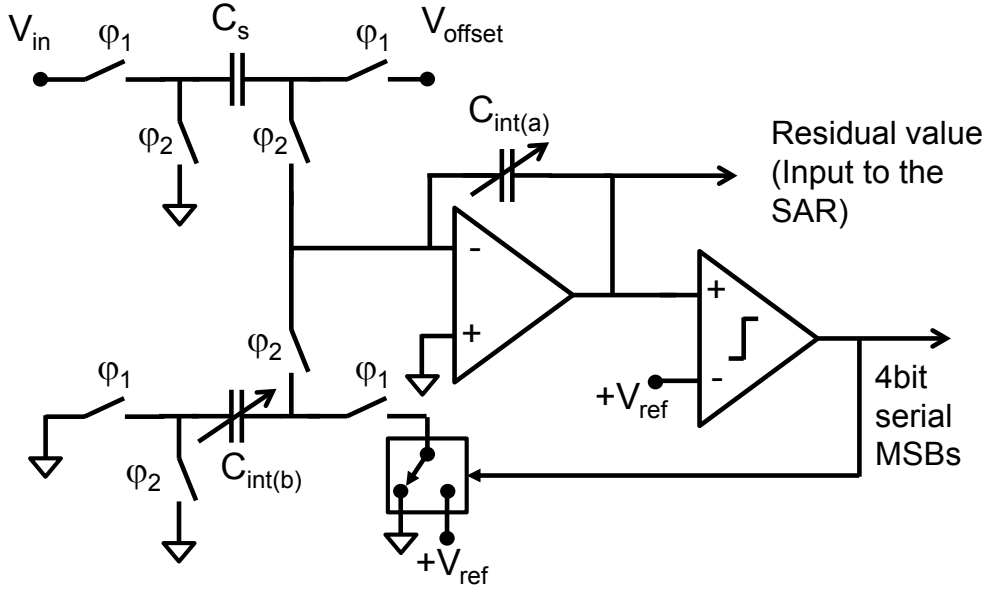 V_in
φ1
C_s
φ1
V_offset
φ2
φ2
C_int(a)
Residual value
(Input to the
SAR)
-
+
+
-
+V_ref
4bit
serial
MSBs
φ2
φ1
φ1
φ2
C_int(b)
+V_ref